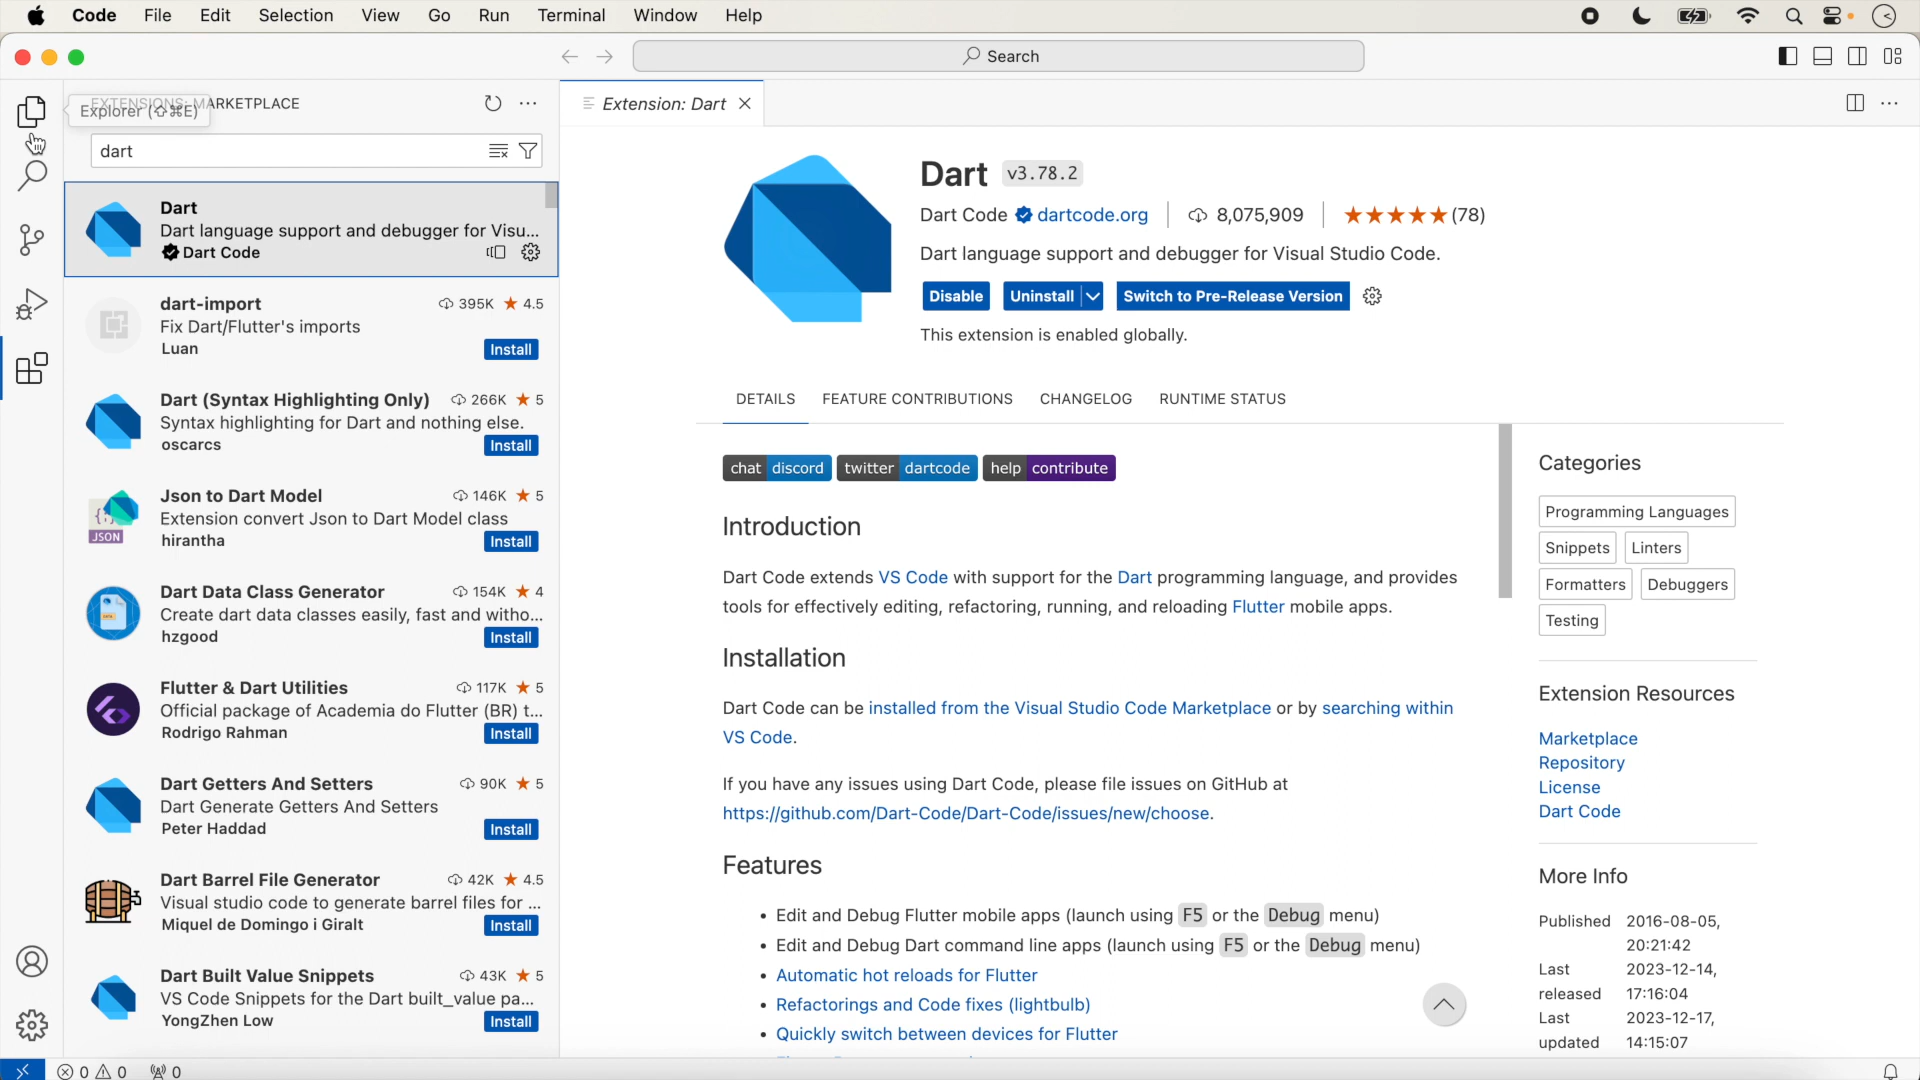 Code File Edit Selection View Go Run Terminal Window Help
Search
MARKETPLACE
Explorer (⇧⌘E)
dart
Dart
Dart language support and debugger for Visu...
Dart Code
dart-import 395K ★ 4.5
Fix Dart/Flutter's imports
Luan Install
Dart (Syntax Highlighting Only) 266K ★ 5
Syntax highlighting for Dart and nothing else.
oscarcs Install
Json to Dart Model 146K ★ 5
Extension convert Json to Dart Model class
JSON
hirantha Install
Dart Data Class Generator 154K ★ 4
Create dart data classes easily, fast and witho...
hzgood Install
Flutter & Dart Utilities 117K ★ 5
Official package of Academia do Flutter (BR) t...
Rodrigo Rahman Install
Dart Getters And Setters 90K ★ 5
Dart Generate Getters And Setters
Peter Haddad Install
Dart Barrel File Generator 42K ★ 4.5
Visual studio code to generate barrel files for ...
Miquel de Domingo i Giralt Install
Dart Built Value Snippets 43K ★ 5
VS Code Snippets for the Dart built_value pa...
YongZhen Low Install
Extension: Dart
Dart v3.78.2
Dart Code dartcode.org 8,075,909 ★★★★★(78)
Dart language support and debugger for Visual Studio Code.
Disable Uninstall Switch to Pre-Release Version
This extension is enabled globally.
DETAILS FEATURE CONTRIBUTIONS CHANGELOG RUNTIME STATUS
chat discord twitter dartcode help contribute
Introduction
Dart Code extends VS Code with support for the Dart programming language, and provides
tools for effectively editing, refactoring, running, and reloading Flutter mobile apps.
Installation
Dart Code can be installed from the Visual Studio Code Marketplace or by searching within
VS Code.
If you have any issues using Dart Code, please file issues on GitHub at
https://github.com/Dart-Code/Dart-Code/issues/new/choose.
Features
• Edit and Debug Flutter mobile apps (launch using F5 or the Debug menu)
• Edit and Debug Dart command line apps (launch using F5 or the Debug menu)
• Automatic hot reloads for Flutter
• Refactorings and Code fixes (lightbulb)
• Quickly switch between devices for Flutter
Categories
Programming Languages
Snippets Linters
Formatters Debuggers
Testing
Extension Resources
Marketplace
Repository
License
Dart Code
More Info
Published 2016-08-05,
20:21:42
Last 2023-12-14,
released 17:16:04
Last 2023-12-17,
updated 14:15:07
0 0 0